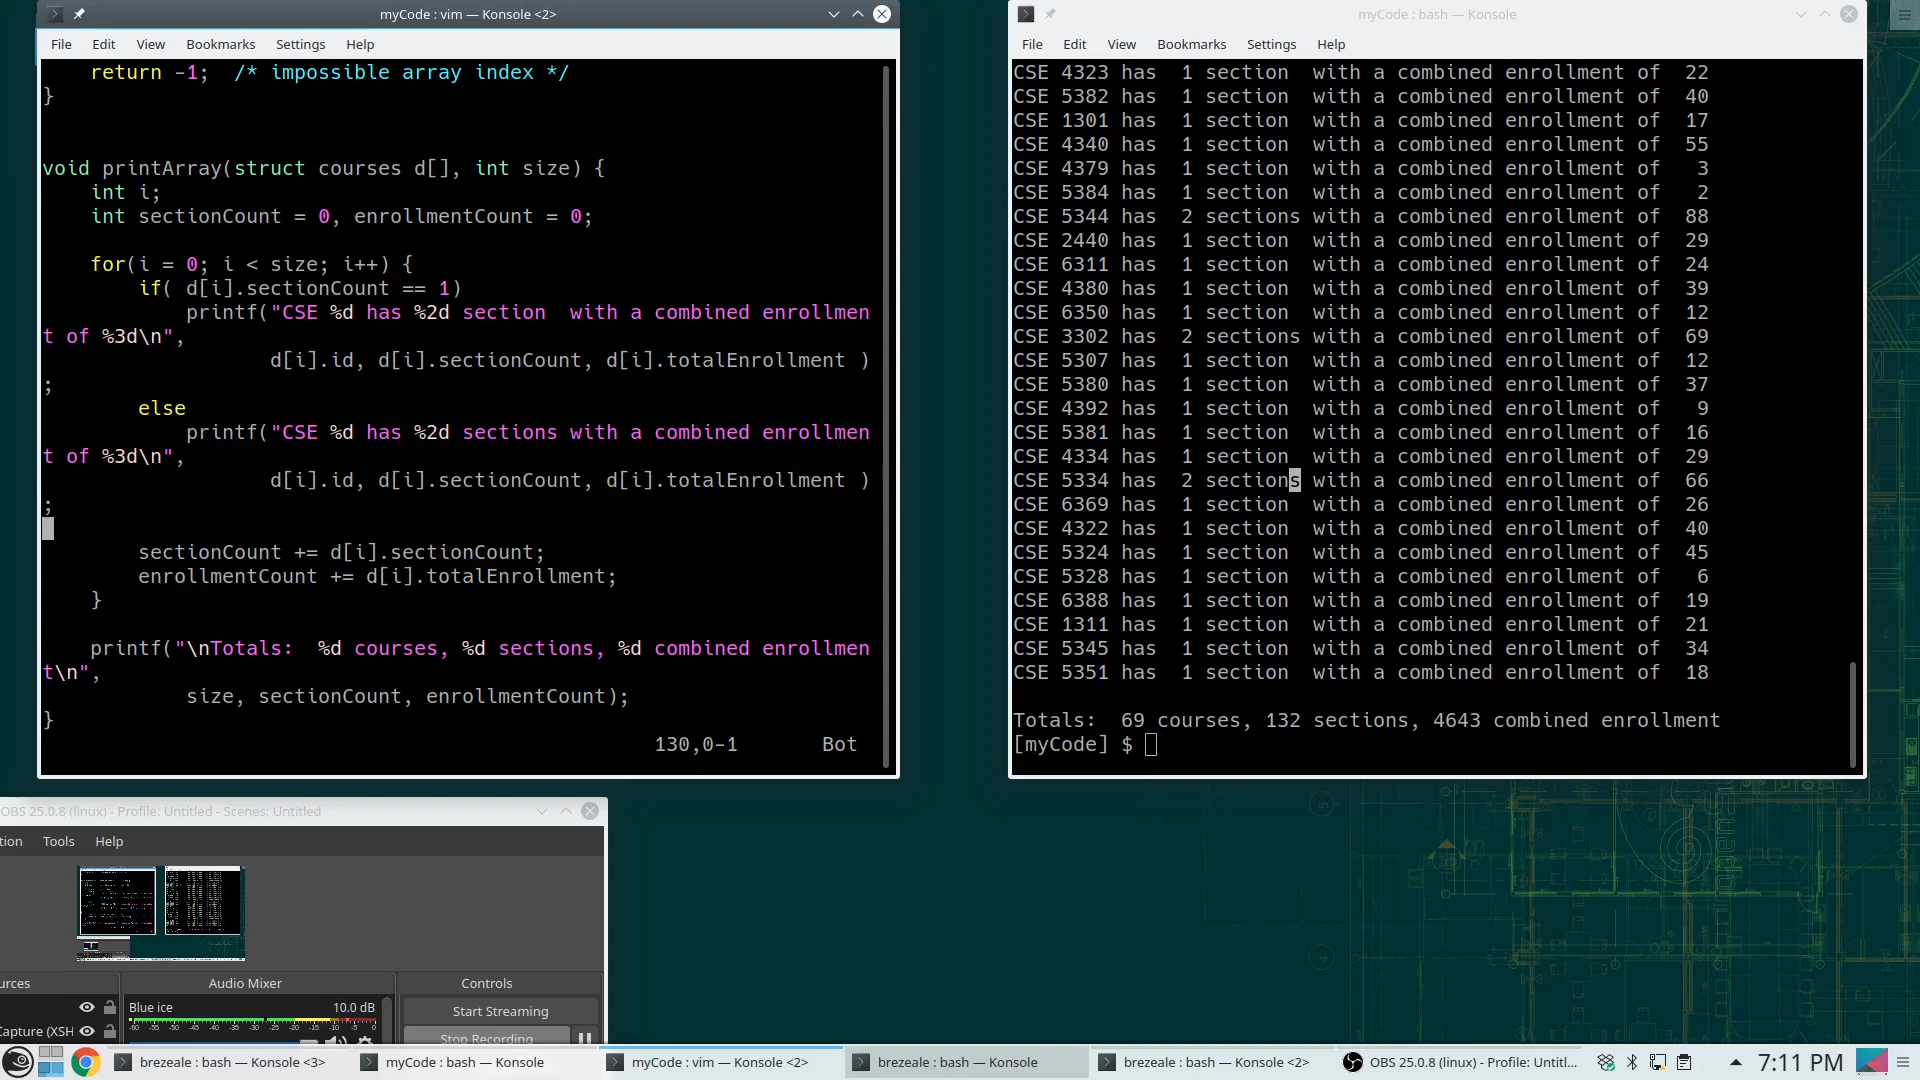 myCode : vim — Konsole <2>
File Edit View Bookmarks Settings Help
    return -1;  /* impossible array index */
}
void printArray(struct courses d[], int size) {
    int i;
    int sectionCount = 0, enrollmentCount = 0;
    for(i = 0; i < size; i++) {
        if( d[i].sectionCount == 1)
            printf("CSE %d has %2d section  with a combined enrollmen
t of %3d\n",
                   d[i].id, d[i].sectionCount, d[i].totalEnrollment )
;
        else
            printf("CSE %d has %2d sections with a combined enrollmen
t of %3d\n",
                   d[i].id, d[i].sectionCount, d[i].totalEnrollment )
;
        sectionCount += d[i].sectionCount;
        enrollmentCount += d[i].totalEnrollment;
    }
    printf("\nTotals:  %d courses, %d sections, %d combined enrollmen
t\n",
            size, sectionCount, enrollmentCount);
}
130,0-1       Bot
myCode : bash — Konsole
File Edit View Bookmarks Settings Help
CSE 4323 has  1 section  with a combined enrollment of  22
CSE 5382 has  1 section  with a combined enrollment of  40
CSE 1301 has  1 section  with a combined enrollment of  17
CSE 4340 has  1 section  with a combined enrollment of  55
CSE 4379 has  1 section  with a combined enrollment of   3
CSE 5384 has  1 section  with a combined enrollment of   2
CSE 5344 has  2 sections with a combined enrollment of  88
CSE 2440 has  1 section  with a combined enrollment of  29
CSE 6311 has  1 section  with a combined enrollment of  24
CSE 4380 has  1 section  with a combined enrollment of  39
CSE 6350 has  1 section  with a combined enrollment of  12
CSE 3302 has  2 sections with a combined enrollment of  69
CSE 5307 has  1 section  with a combined enrollment of  12
CSE 5380 has  1 section  with a combined enrollment of  37
CSE 4392 has  1 section  with a combined enrollment of   9
CSE 5381 has  1 section  with a combined enrollment of  16
CSE 4334 has  1 section  with a combined enrollment of  29
CSE 5334 has  2 sections with a combined enrollment of  66
CSE 6369 has  1 section  with a combined enrollment of  26
CSE 4322 has  1 section  with a combined enrollment of  40
CSE 5324 has  1 section  with a combined enrollment of  45
CSE 5328 has  1 section  with a combined enrollment of   6
CSE 6388 has  1 section  with a combined enrollment of  19
CSE 1311 has  1 section  with a combined enrollment of  21
CSE 5345 has  1 section  with a combined enrollment of  34
CSE 5351 has  1 section  with a combined enrollment of  18
Totals:  69 courses, 132 sections, 4643 combined enrollment
[myCode] $
OBS 25.0.8 (linux) - Profile: Untitled - Scenes: Untitled
tion Tools Help
urces Audio Mixer Controls
Blue ice 10.0 dB Start Streaming
-60 -55 -50 -45 -40 -35 -30 -25 -20 -15 -10 -5 0
Capture (XSH Stop Recording
brezeale : bash — Konsole <3> myCode : bash — Konsole myCode : vim — Konsole <2> brezeale : bash — Konsole brezeale : bash — Konsole <2> OBS 25.0.8 (linux) - Profile: Untitl... 7:11 PM